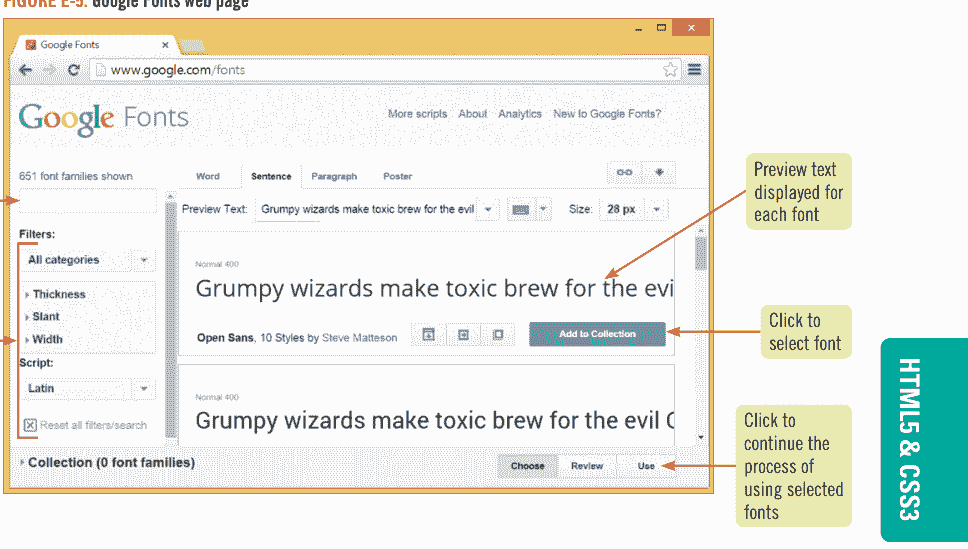 FIGURE E-5: Google Fonts web page
Google Fonts
www.google.com/fonts
Google Fonts
More scripts About Analytics New to Google Fonts?
651 font families shown
Word Sentence Paragraph Poster
Preview Text: Grumpy wizards make toxic brew for the evil
Size: 28 px
Filters:
All categories
Thickness
Slant
Width
Script:
Latin
Reset all filters/search
Normal 400
Grumpy wizards make toxic brew for the evi
Open Sans, 10 Styles by Steve Matteson
Add to Collection
Normal 400
Grumpy wizards make toxic brew for the evil
Collection (0 font families)
Choose Review Use
Preview text
displayed for
each font
Click to
select font
Click to
continue the
process of
using selected
fonts
HTML5 & CSS3